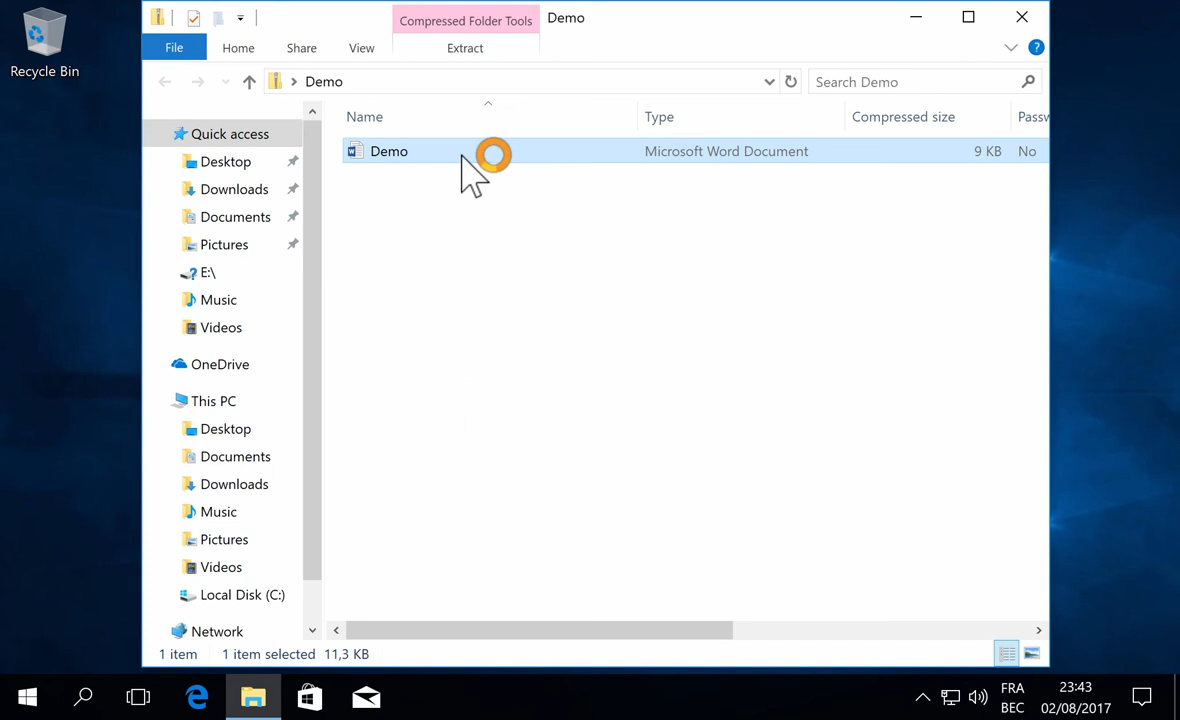 Recycle Bin
Compressed Folder Tools
Demo
File
Home
Share
View
Extract
Demo
Search Demo
Name
Type
Compressed size
Passw
Demo
Microsoft Word Document
9 KB
No
Quick access
Desktop
Downloads
Documents
Pictures
E:\
Music
Videos
OneDrive
This PC
Desktop
Documents
Downloads
Music
Pictures
Videos
Local Disk (C:)
Network
1 item
1 item selected 11,3 KB
FRA
BEC
23:43
02/08/2017